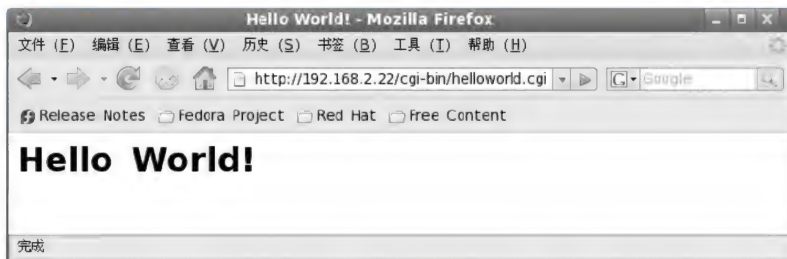 Hello World! - Mozilla Firefox
文件 (F) 编辑 (E) 查看 (V) 历史 (S) 书签 (B) 工具 (T) 帮助 (H)
http://192.168.2.22/cgi-bin/helloworld.cgi G Google
Release Notes Fedora Project Red Hat Free Content
Hello World!
完成